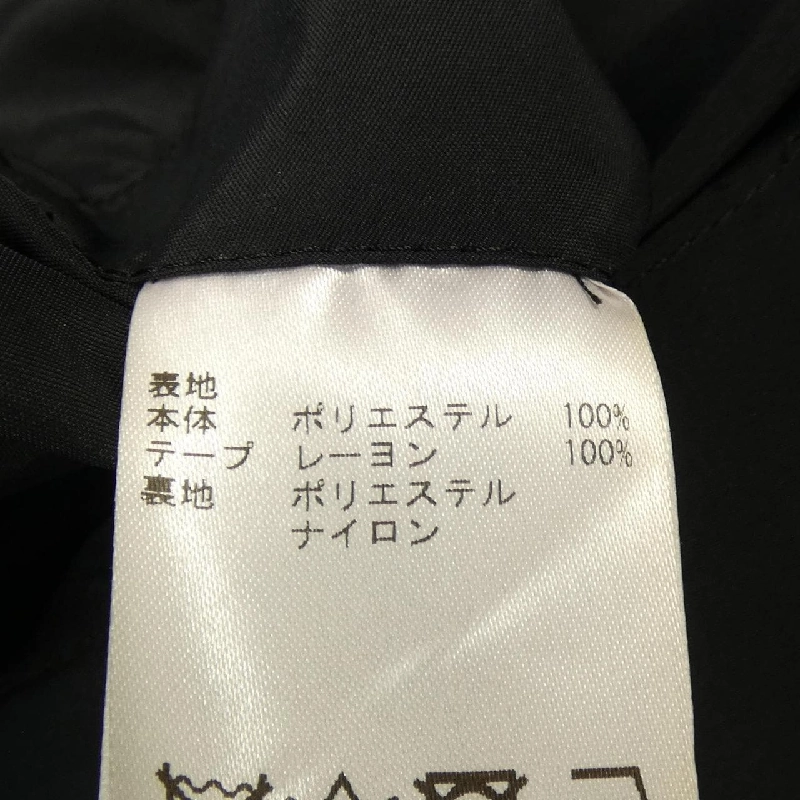 表地
本体 ポリエステル 100%
テープ レーヨン 100%
裏地 ポリエステル
ナイロン